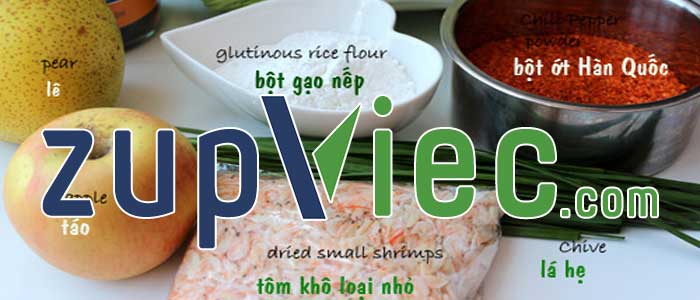 glutinous rice flour
bột gạo nếp
Chili Pepper
powder
bột ớt Hàn Quốc
pear
lê
zupViec.com
apple
táo
dried small shrimps
tôm khô loại nhỏ
Chive
lá hẹ